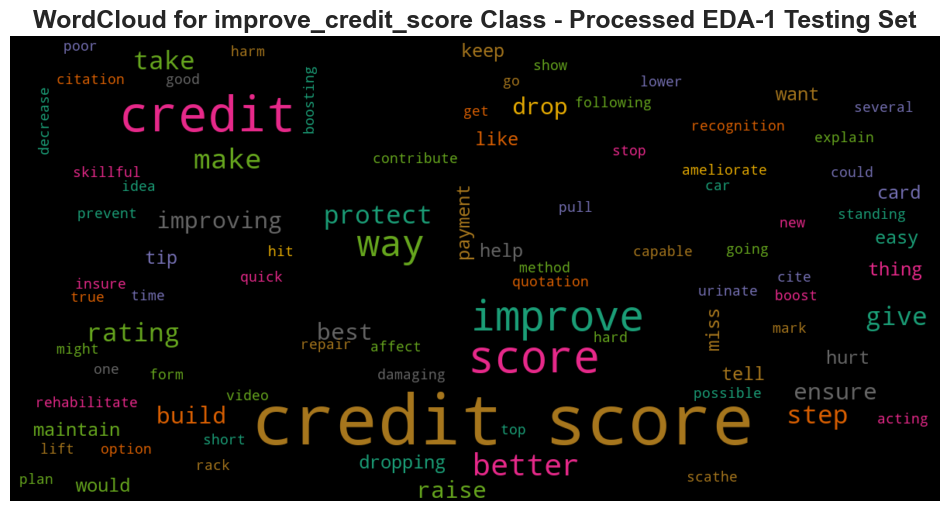 WordCloud for improve_credit_score Class - Processed EDA-1 Testing Set
poor
harm
keep
take
show
citation
good
go
lower
decrease
boosting
credit
want
drop
following
several
get
recognition
like
explain
make
contribute
stop
skillful
ameliorate
could
idea
car
card
prevent
improving
protect
payment
pull
standing
new
way
easy
tip
hit
help
capable
going
method
thing
insure
quick
quotation
cite
true
time
urinate
boost
improve
give
rating
best
miss
mark
hard
might
repair
affect
score
hurt
one
form
damaging
tell
rehabilitate
video
possible
ensure
build
credit score
step
acting
maintain
short
top
lift
option
rack
dropping
better
plan
would
raise
scathe